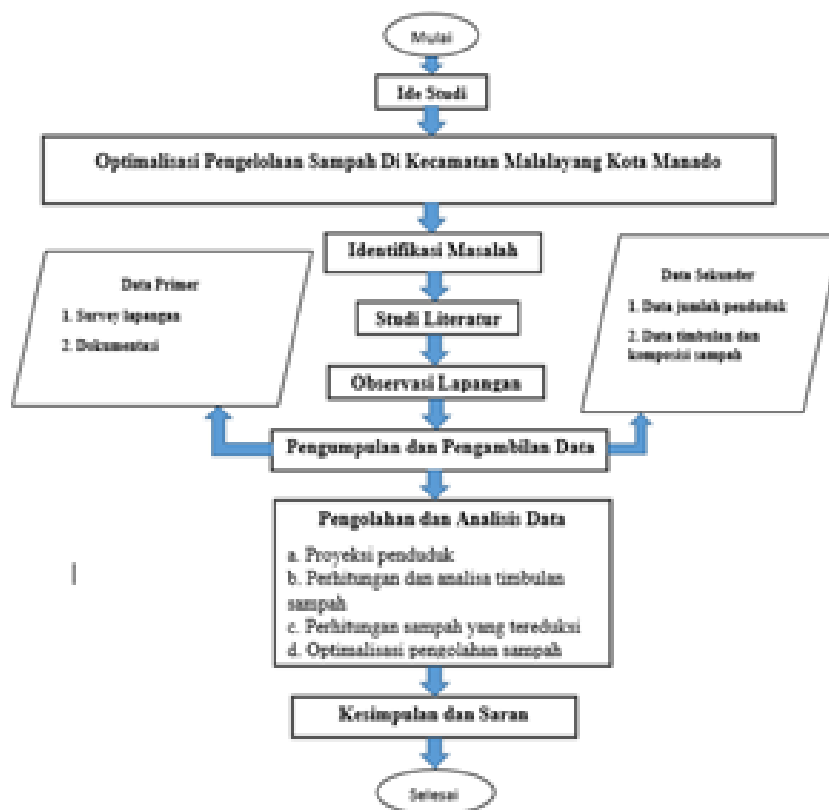 Mulai
Ide Studi
Optimalisasi Pengelolaan Sampah Di Kecamatan Malalayang Kota Manado
Identifikasi Masalah
Data Primer
1. Survey lapangan
2. Dokumentasi
Data Sekunder
1. Data jumlah penduduk
2. Data timbulan dan
komposisi sampah
Studi Literatur
Observasi Lapangan
Pengumpulan dan Pengambilan Data
Pengolahan dan Analisis Data
a. Proyeksi penduduk
b. Perhitungan dan analisa timbulan
sampah
c. Perhitungan sampah yang tereduksi
d. Optimalisasi pengolahan sampah
Kesimpulan dan Saran
Selesai